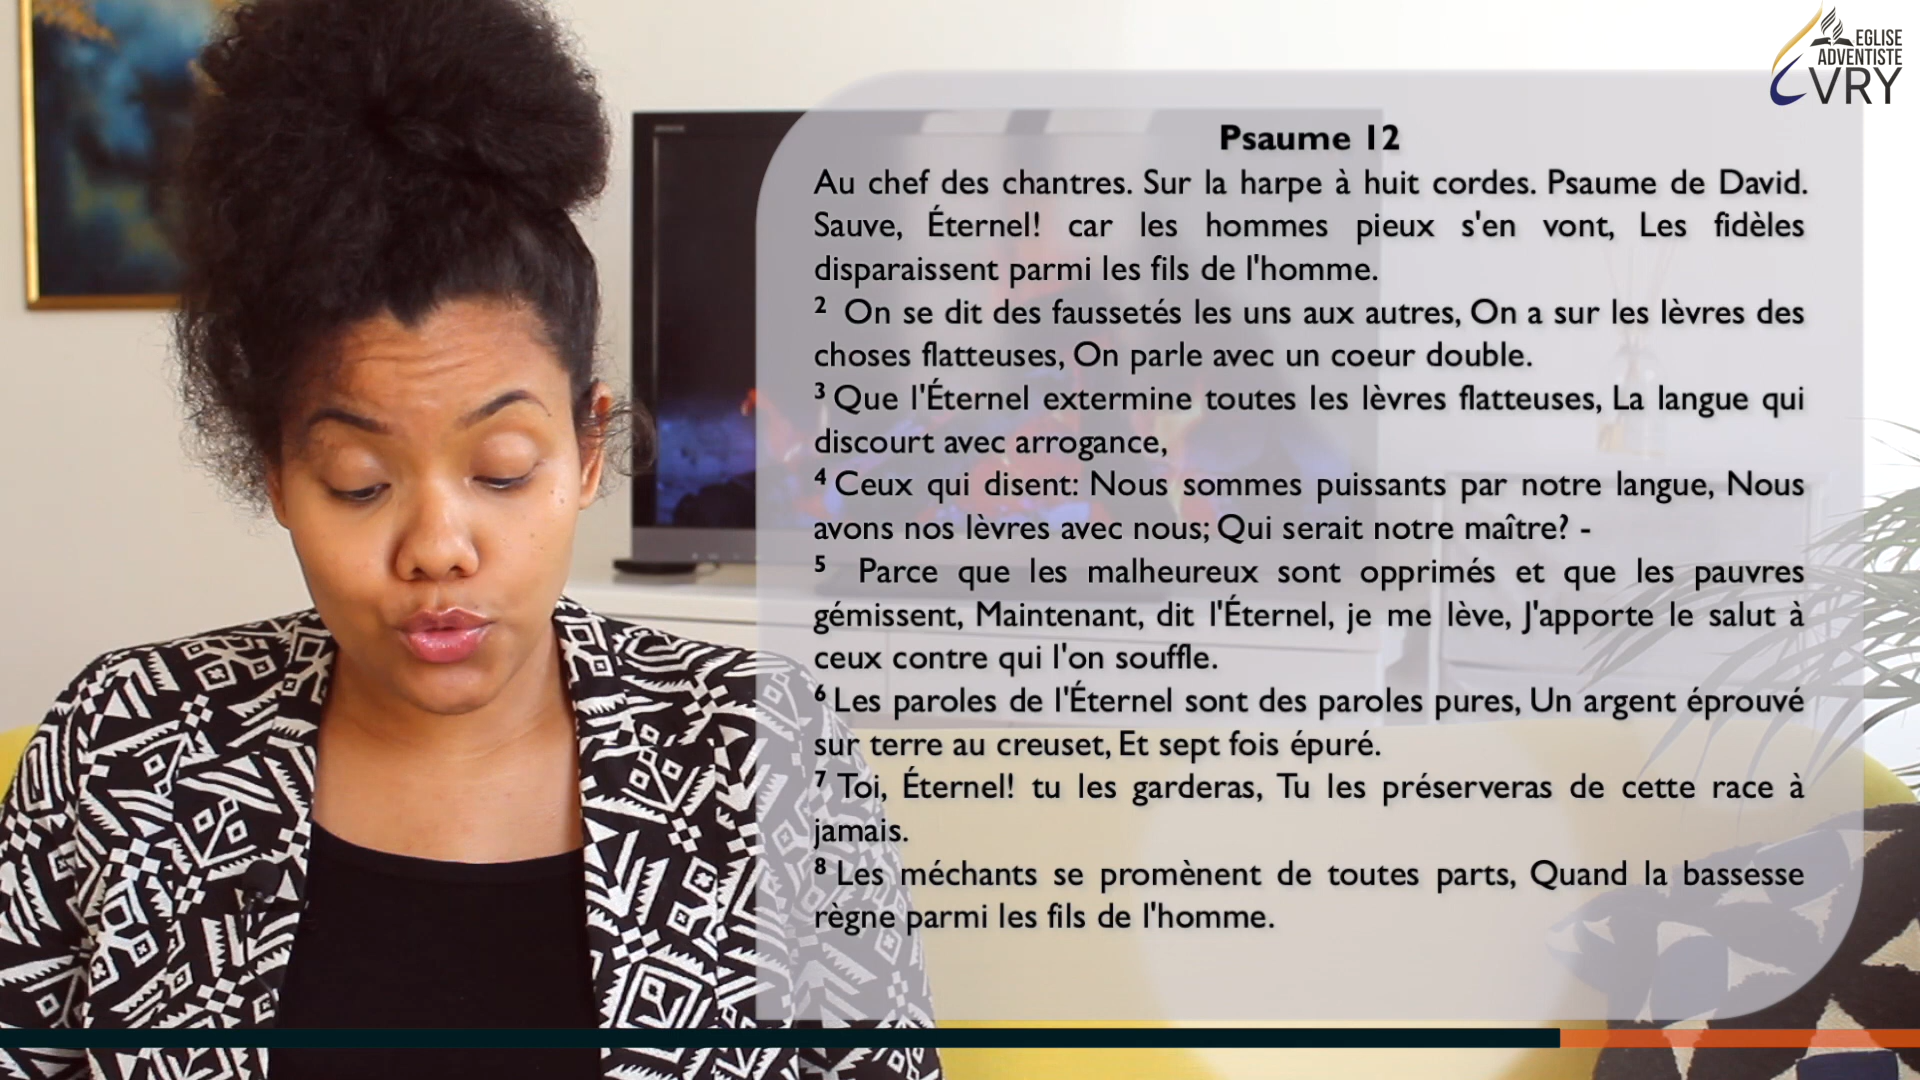 EGLISE
ADVENTISTE
VRY
Psaume 12
Au chef des chantres. Sur la harpe à huit cordes. Psaume de David.
Sauve, Éternel! car les hommes pieux s'en vont, Les fidèles
disparaissent parmi les fils de l'homme.
2 On se dit des faussetés les uns aux autres, On a sur les lèvres des
choses flatteuses, On parle avec un coeur double.
3 Que l'Éternel extermine toutes les lèvres flatteuses, La langue qui
discourt avec arrogance,
4 Ceux qui disent: Nous sommes puissants par notre langue, Nous
avons nos lèvres avec nous; Qui serait notre maître? -
5 Parce que les malheureux sont opprimés et que les pauvres
gémissent, Maintenant, dit l'Éternel, je me lève, J'apporte le salut à
ceux contre qui l'on souffle.
6 Les paroles de l'Éternel sont des paroles pures, Un argent éprouvé
sur terre au creuset, Et sept fois épuré.
7 Toi, Éternel! tu les garderas, Tu les préserveras de cette race à
jamais.
8 Les méchants se promènent de toutes parts, Quand la bassesse
règne parmi les fils de l'homme.